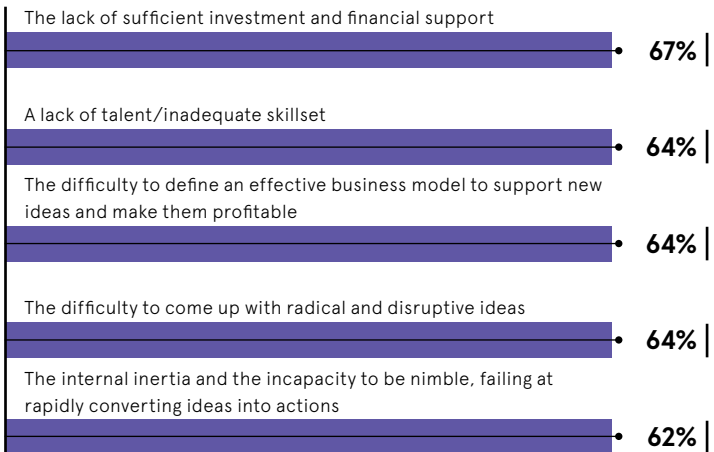 The lack of sufficient investment and financial support
67%
A lack of talent/inadequate skillset
64%
The difficulty to define an effective business model to support new
ideas and make them profitable
64%
The difficulty to come up with radical and disruptive ideas
64%
The internal inertia and the incapacity to be nimble, failing at
rapidly converting ideas into actions
62%